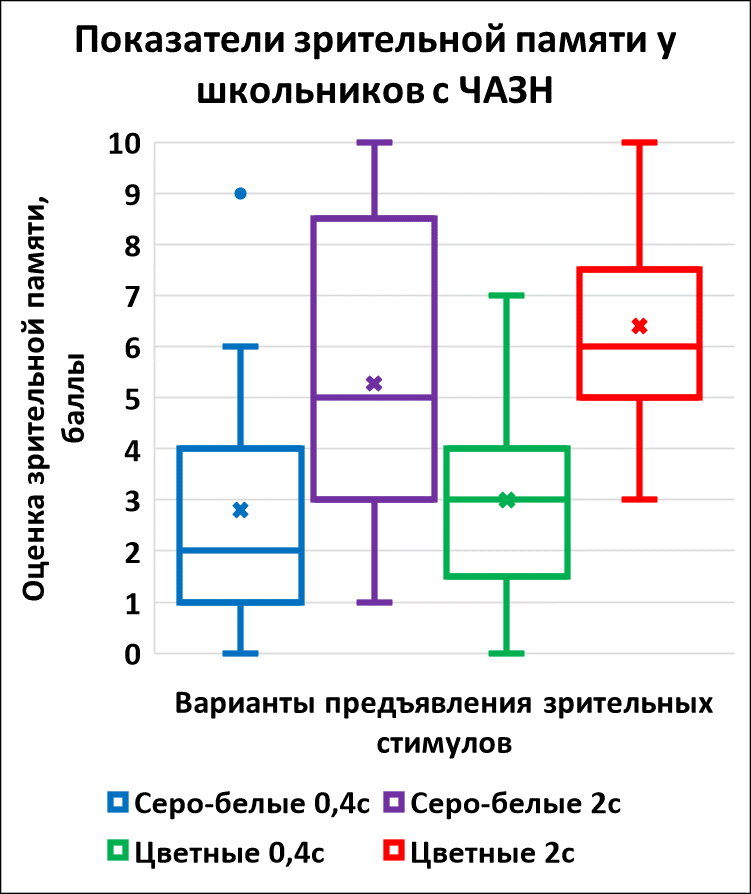 Показатели зрительной памяти у
школьников с ЧАЗН
Оценка зрительной памяти,
баллы
10
9
8
7
6
5
4
3
2
1
0
Варианты предъявления зрительных
стимулов
Серо-белые 0,4с Серо-белые 2с
Цветные 0,4с Цветные 2с